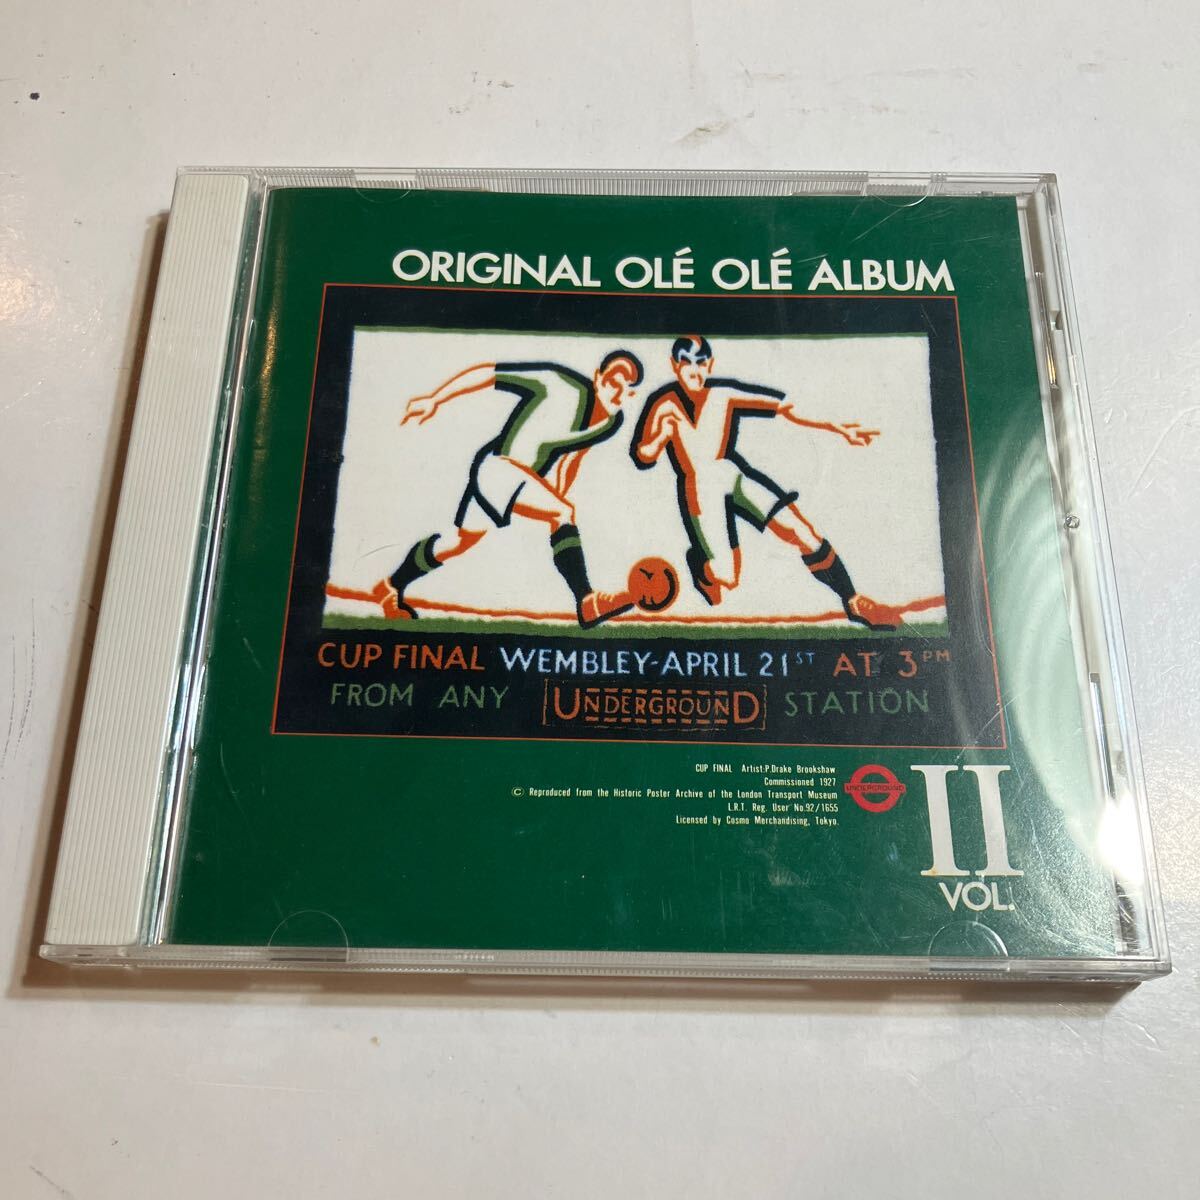 ORIGINAL OLÉ OLÉ ALBUM
CUP FINAL WEMBLEY-APRIL 21ST AT 3PM
FROM ANY UNDERGROUND STATION
CUP FINAL Artist:P.Drake Brookshaw
Commissioned 1927
© Reproduced from the Historic Poster Archive of the London Transport Museum
L.R.T. Reg. User No.92/1655
Licensed by Cosmo Merchandising, Tokyo.
UNDERGROUND
II
VOL.